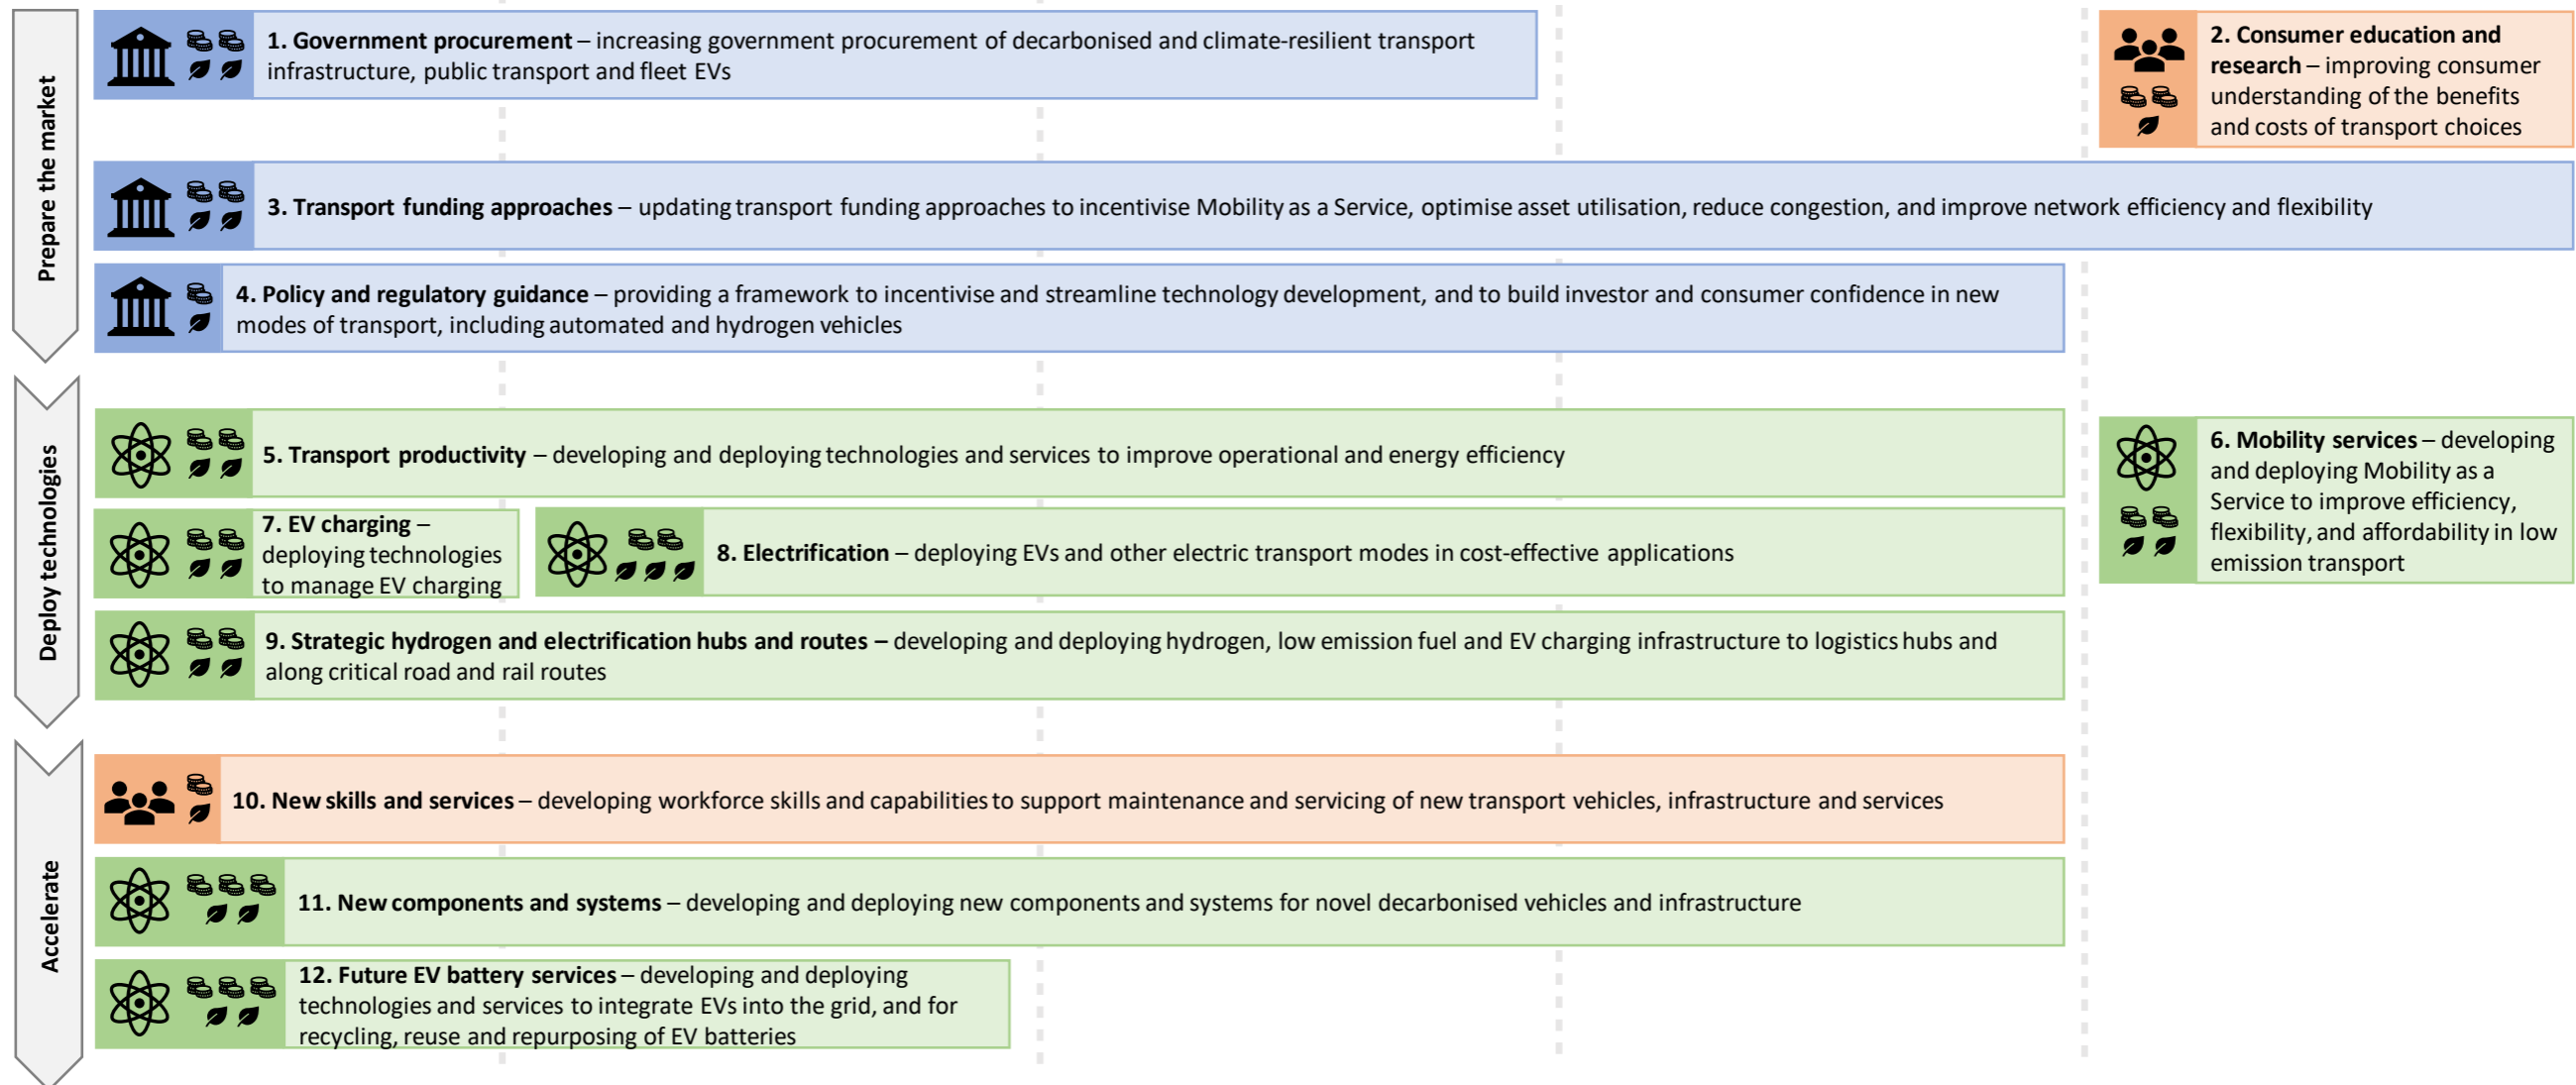 Prepare the market
1. Government procurement – increasing government procurement of decarbonised and climate-resilient transport
infrastructure, public transport and fleet EVs
2. Consumer education and
research – improving consumer
understanding of the benefits
and costs of transport choices
3. Transport funding approaches – updating transport funding approaches to incentivise Mobility as a Service, optimise asset utilisation, reduce congestion, and improve network efficiency and flexibility
4. Policy and regulatory guidance – providing a framework to incentivise and streamline technology development, and to build investor and consumer confidence in new
modes of transport, including automated and hydrogen vehicles
Deploy technologies
5. Transport productivity – developing and deploying technologies and services to improve operational and energy efficiency
6. Mobility services – developing
and deploying Mobility as a
Service to improve efficiency,
flexibility, and affordability in low
emission transport
7. EV charging –
deploying technologies
to manage EV charging
8. Electrification – deploying EVs and other electric transport modes in cost-effective applications
9. Strategic hydrogen and electrification hubs and routes – developing and deploying hydrogen, low emission fuel and EV charging infrastructure to logistics hubs and
along critical road and rail routes
Accelerate
10. New skills and services – developing workforce skills and capabilities to support maintenance and servicing of new transport vehicles, infrastructure and services
11. New components and systems – developing and deploying new components and systems for novel decarbonised vehicles and infrastructure
12. Future EV battery services – developing and deploying
technologies and services to integrate EVs into the grid, and for
recycling, reuse and repurposing of EV batteries